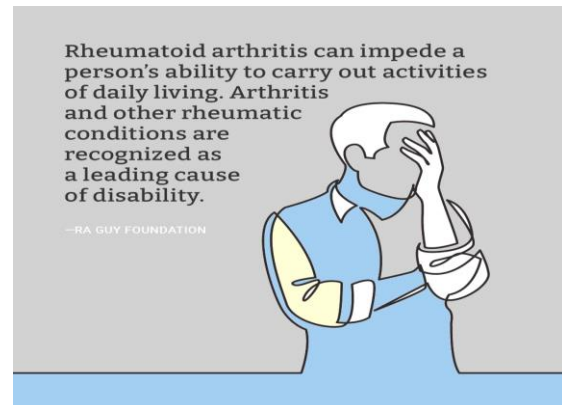 Rheumatoid arthritis can impede a
person's ability to carry out activities
of daily living. Arthritis
and other rheumatic
conditions are
recognized as
a leading cause
of disability.
—RA GUY FOUNDATION